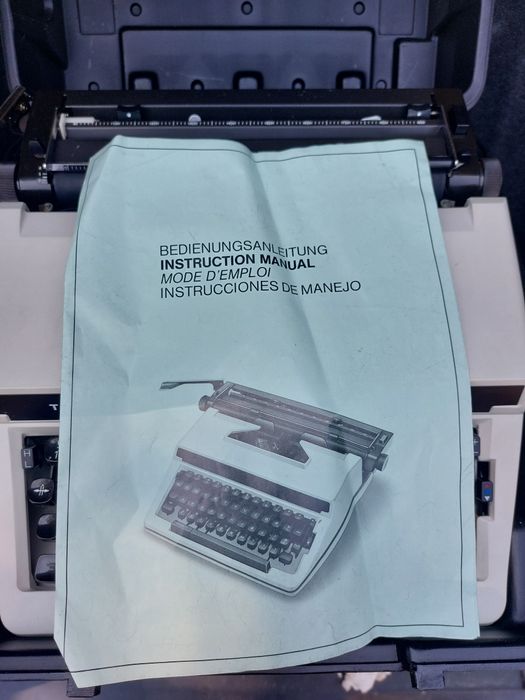 BEDIENUNGSANLEITUNG
INSTRUCTION MANUAL
MODE D'EMPLOI
INSTRUCCIONES DE MANEJO
T
H